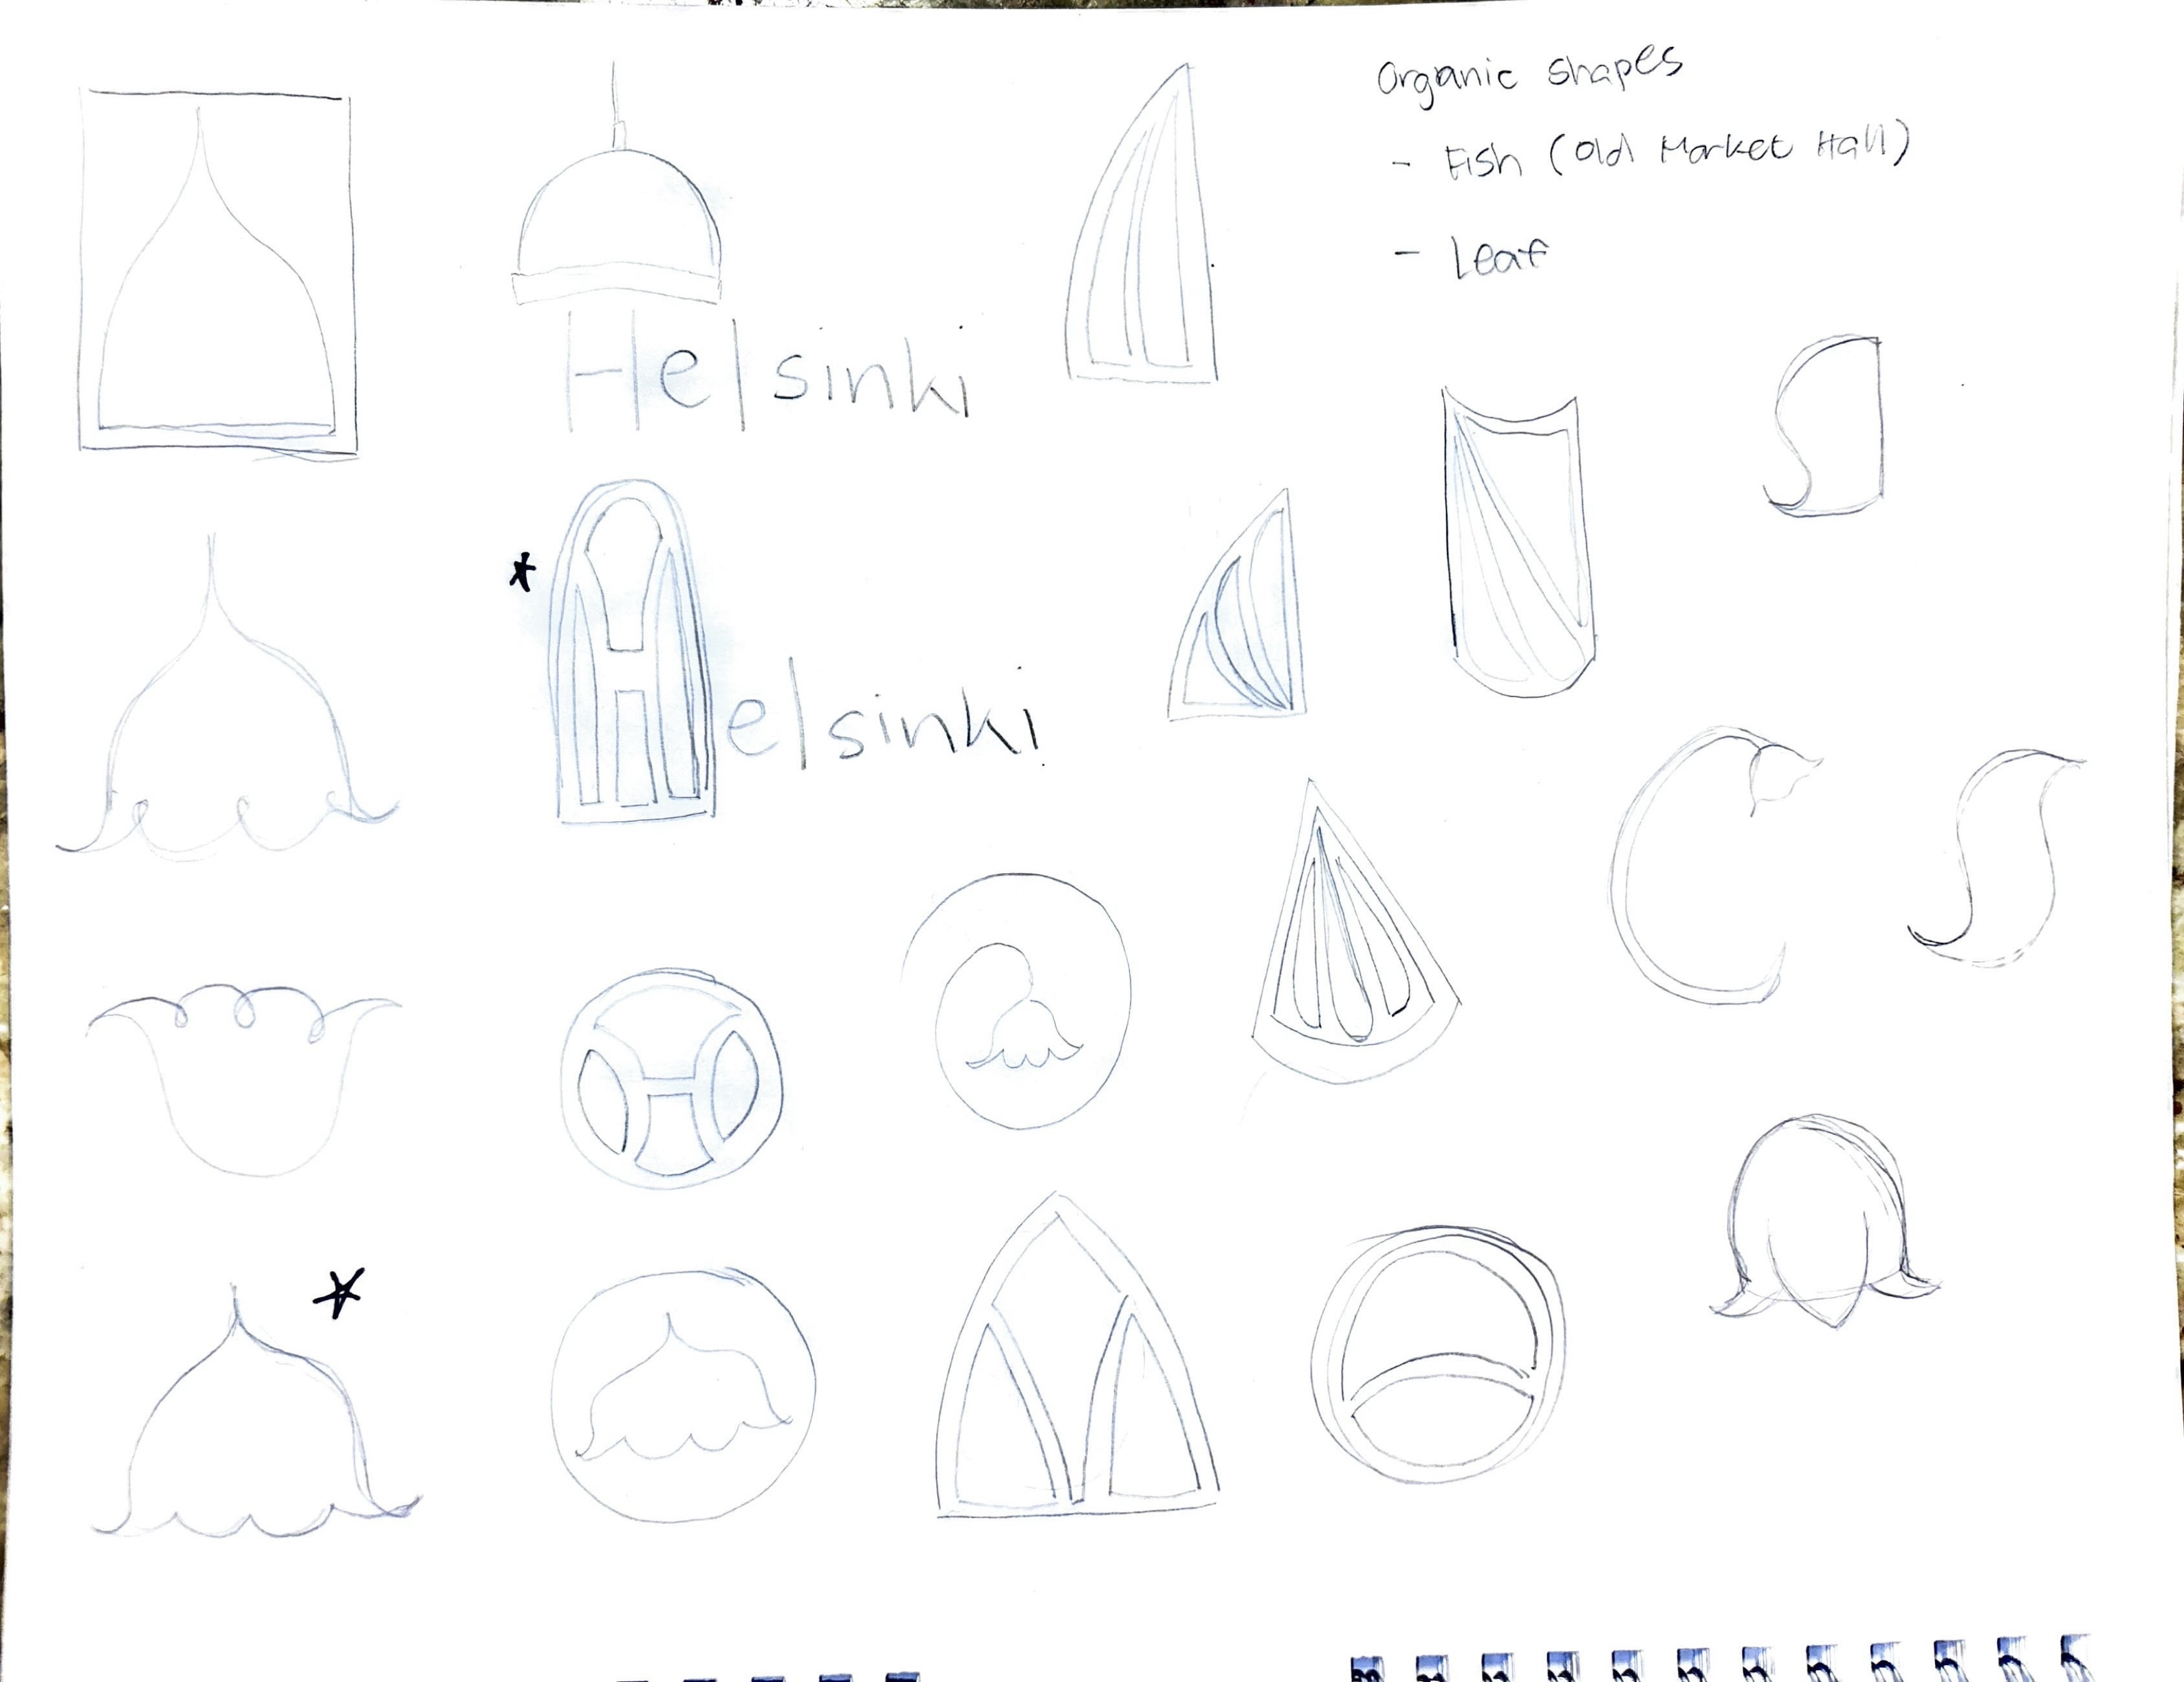 Organic shapes
- Fish (Old Market Hall)
- Leaf
Helsinki
* Helsinki
*